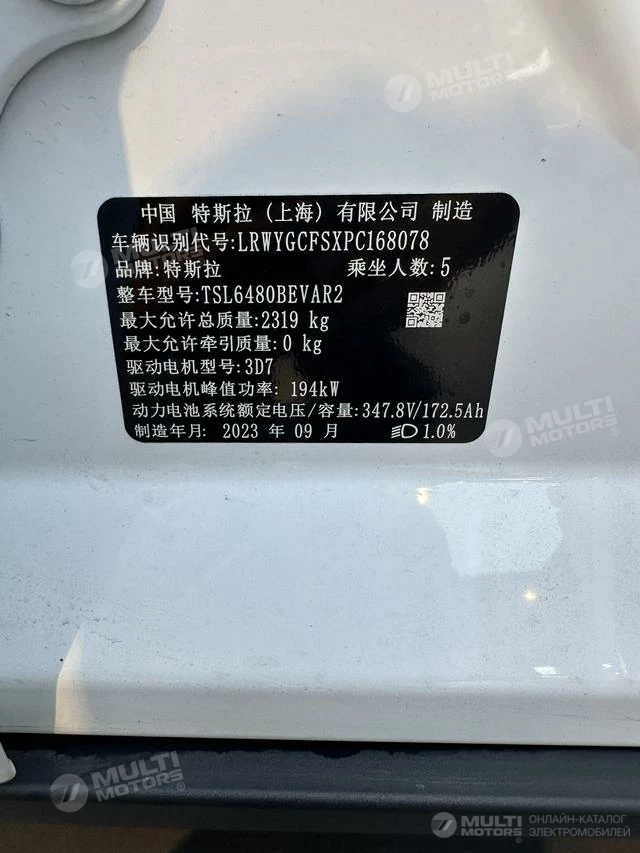 MULTI
MOTORS®
中国 特斯拉(上海)有限公司 制造
车辆识别代号:LRWYGCFSXPC168078
品牌:特斯拉 乘坐人数:5
整车型号:TSL6480BEVAR2
最大允许总质量:2319 kg
最大允许牵引质量:0 kg
驱动电机型号:3D7
驱动电机峰值功率: 194kW
动力电池系统额定电压/容量:347.8V/172.5Ah
制造年月: 2023 年 09 月 1.0%
MULTI
MOTORS®
MULTI
MOTORS®
MULTI
MOTORS®
ОНЛАЙН-КАТАЛОГ
ЭЛЕКТРОМОБИЛЕЙ